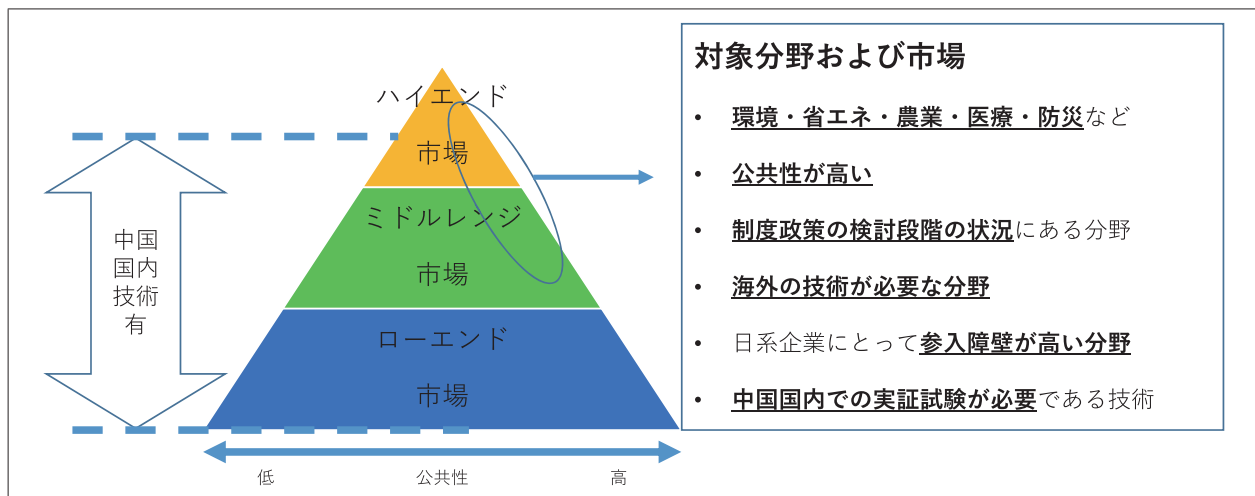 ハイエンド
市場
ミドルレンジ
市場
ローエンド
市場
中国
国内
技術
有
低
公共性
高
対象分野および市場
• 環境・省エネ・農業・医療・防災など
• 公共性が高い
• 制度政策の検討段階の状況にある分野
• 海外の技術が必要な分野
• 日系企業にとって参入障壁が高い分野
• 中国国内での実証試験が必要である技術